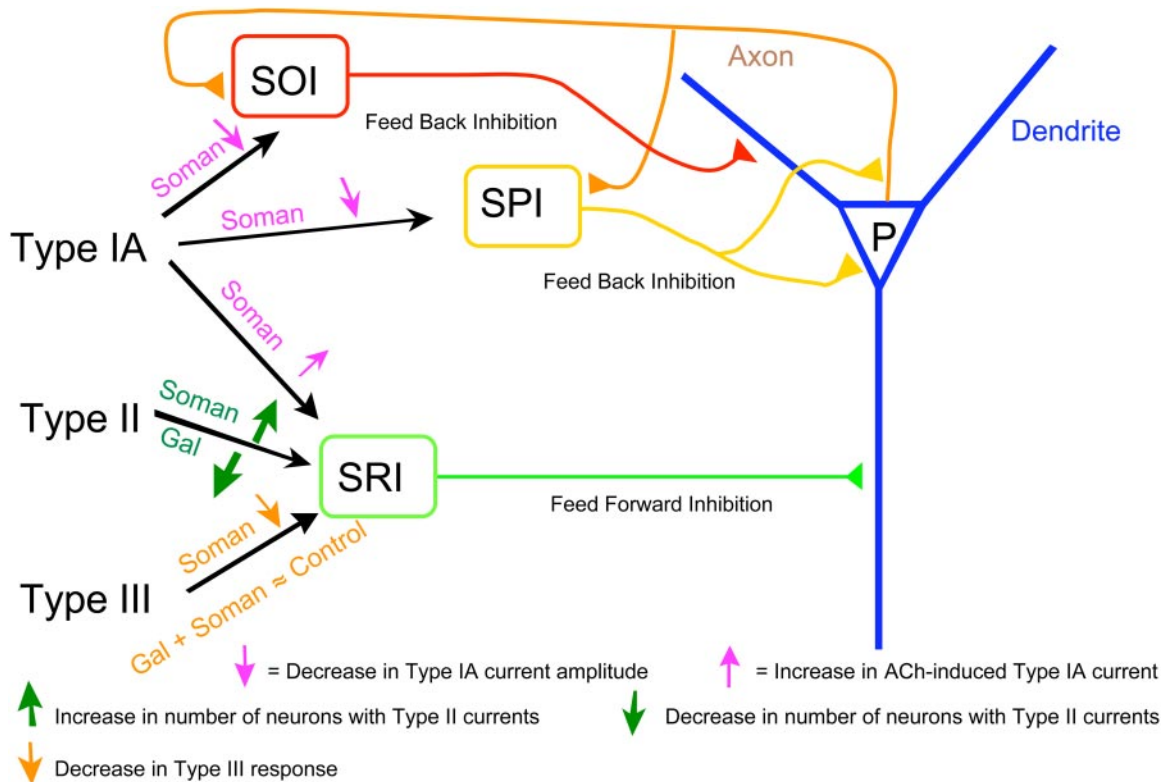 Axon
SOI
Feed Back Inhibition
Dendrite
Soman
Soman
SPI
P
Type IA
Feed Back Inhibition
Soman
Type II
Soman
Gal
SRI
Feed Forward Inhibition
Soman
Type III
Gal + Soman ≈ Control
= Decrease in Type IA current amplitude
= Increase in ACh-induced Type IA current
Increase in number of neurons with Type II currents
Decrease in number of neurons with Type II currents
Decrease in Type III response